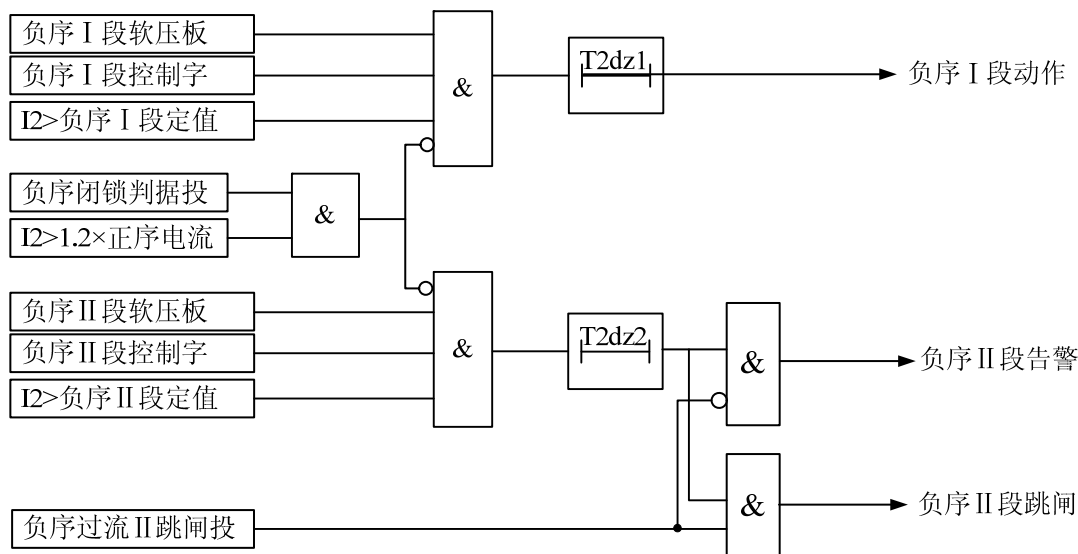 负序Ⅰ段软压板
负序Ⅰ段控制字
I2>负序Ⅰ段定值
&
T2dz1
负序Ⅰ段动作
负序闭锁判据投
I2>1.2×正序电流
&
负序Ⅱ段软压板
负序Ⅱ段控制字
I2>负序Ⅱ段定值
&
T2dz2
&
负序Ⅱ段告警
负序过流Ⅱ跳闸投
&
负序Ⅱ段跳闸